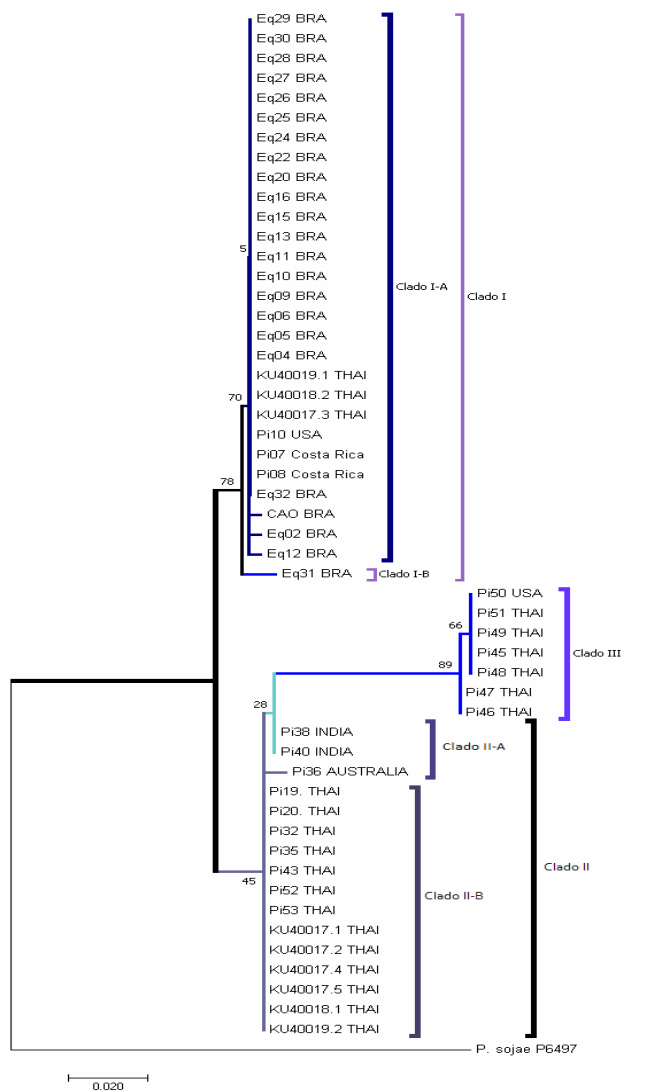 Eq29 BRA
Eq30 BRA
Eq28 BRA
Eq27 BRA
Eq26 BRA
Eq25 BRA
Eq24 BRA
Eq22 BRA
Eq20 BRA
Eq16 BRA
Eq15 BRA
Eq13 BRA
5
Eq11 BRA
Eq10 BRA
Clado I-A
Clado I
Eq09 BRA
Eq06 BRA
Eq05 BRA
Eq04 BRA
KU40019.1 THAI
KU40018.2 THAI
70
KU40017.3 THAI
Pi10 USA
Pi07 Costa Rica
Pi08 Costa Rica
78
Eq32 BRA
CAO BRA
Eq02 BRA
Eq12 BRA
Eq31 BRA
Clado I-B
Pi50 USA
Pi51 THAI
66
Pi49 THAI
Pi45 THAI
Clado III
89
Pi48 THAI
Pi47 THAI
28
Pi46 THAI
Pi38 INDIA
Clado II-A
Pi40 INDIA
Pi36 AUSTRALIA
Pi19. THAI
Pi20. THAI
Pi32 THAI
Pi35 THAI
Pi43 THAI
Clado II
45
Pi52 THAI
Clado II-B
Pi53 THAI
KU40017.1 THAI
KU40017.2 THAI
KU40017.4 THAI
KU40017.5 THAI
KU40018.1 THAI
KU40019.2 THAI
P. sojae P6497
0.020